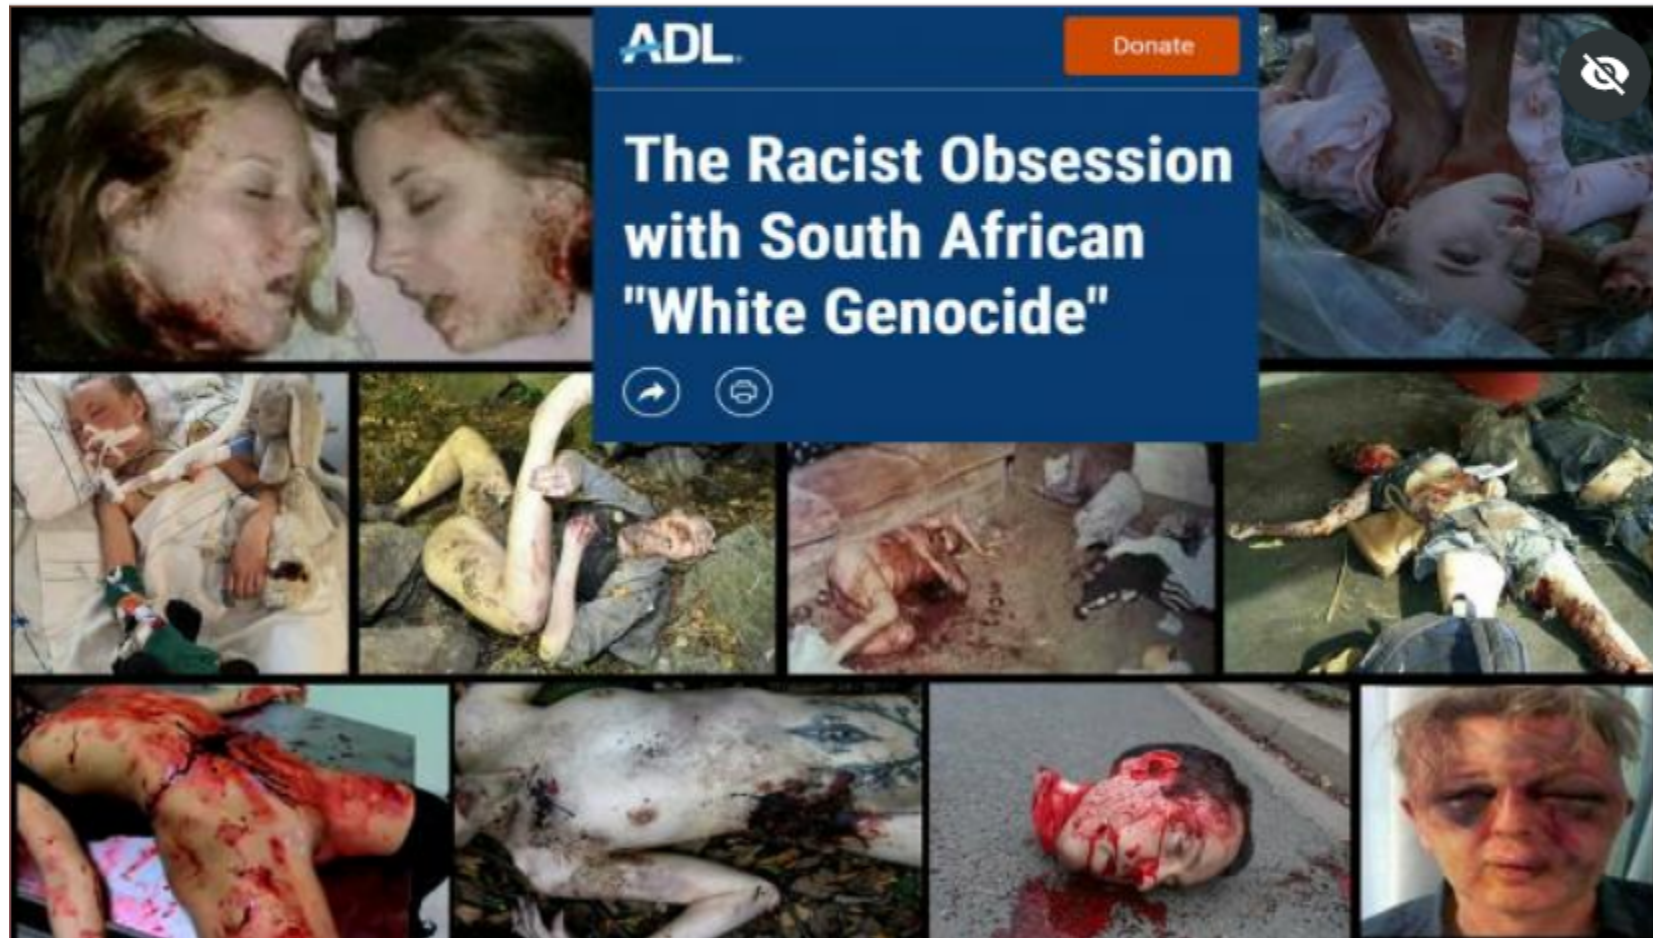 ADL
Donate
The Racist Obsession
with South African
"White Genocide"